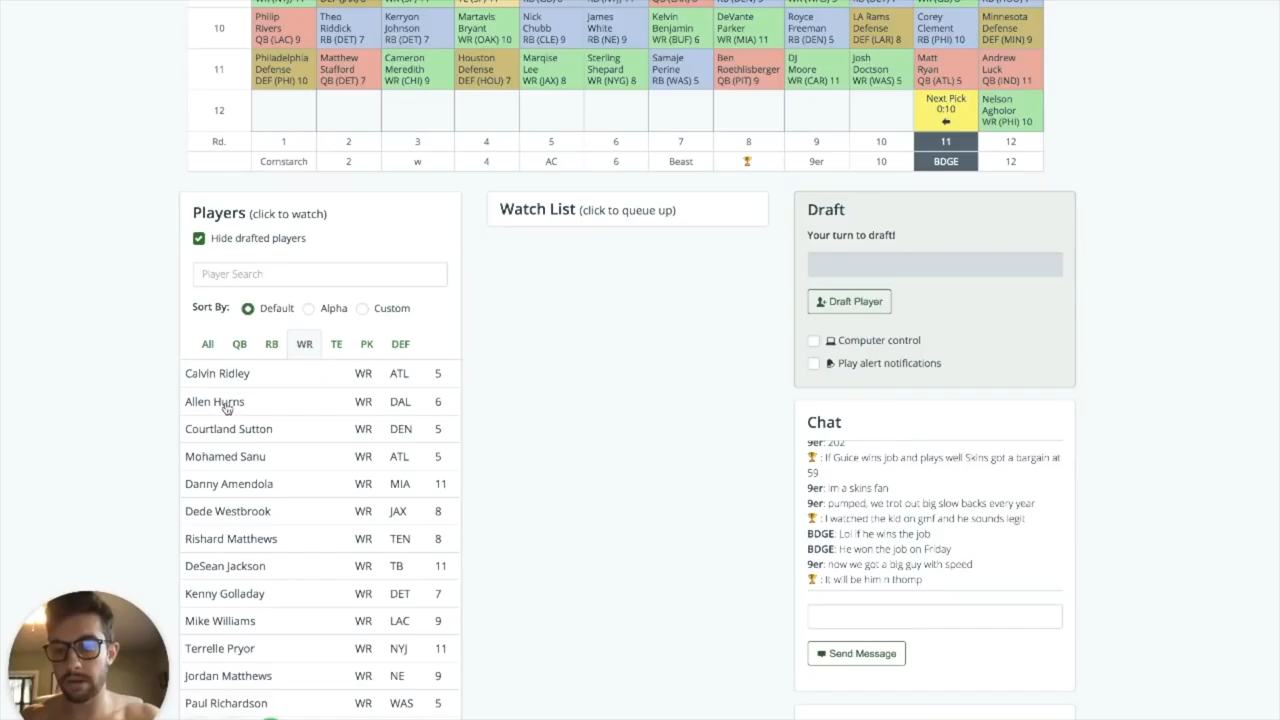 10
Philip Rivers QB (LAC) 9
Theo Riddick RB (DET) 7
Kerryon Johnson RB (DET) 7
Martavis Bryant WR (OAK) 10
Nick Chubb RB (CLE) 9
James White RB (NE) 9
Kelvin Benjamin WR (BUF) 6
DeVante Parker WR (MIA) 11
Royce Freeman RB (DEN) 5
LA Rams Defense DEF (LAR) 8
Corey Clement RB (PHI) 10
Minnesota Defense DEF (MIN) 9
11
Philadelphia Defense DEF (PHI) 10
Matthew Stafford QB (DET) 7
Cameron Meredith WR (CHI) 9
Houston Defense DEF (HOU) 7
Marqise Lee WR (JAX) 8
Sterling Shepard WR (NYG) 8
Samaje Perine RB (WAS) 5
Ben Roethlisberger QB (PIT) 9
DJ Moore WR (CAR) 11
Josh Doctson WR (WAS) 5
Matt Ryan QB (ATL) 5
Andrew Luck QB (IND) 11
12
Next Pick 0:10
Nelson Agholor WR (PHI) 10
Rd. 1 2 3 4 5 6 7 8 9 10 11 12
Cornstarch 2 w 4 AC 6 Beast 🏆 9er 10 BDGE 12
Players (click to watch)
Hide drafted players
Player Search
Sort By: Default Alpha Custom
All QB RB WR TE PK DEF
Calvin Ridley WR ATL 5
Allen Hurns WR DAL 6
Courtland Sutton WR DEN 5
Mohamed Sanu WR ATL 5
Danny Amendola WR MIA 11
Dede Westbrook WR JAX 8
Rishard Matthews WR TEN 8
DeSean Jackson WR TB 11
Kenny Golladay WR DET 7
Mike Williams WR LAC 9
Terrelle Pryor WR NYJ 11
Jordan Matthews WR NE 9
Paul Richardson WR WAS 5
Watch List (click to queue up)
Draft
Your turn to draft!
Draft Player
Computer control
Play alert notifications
Chat
9er: 202
🏆 : If Guice wins job and plays well Skins got a bargain at
59
9er: Im a skins fan
9er: pumped, we trot out big slow backs every year
🏆 : I watched the kid on gmf and he sounds legit
BDGE: Lol if he wins the job
BDGE: He won the job on Friday
9er: now we got a big guy with speed
🏆 : It will be him n thomp
Send Message